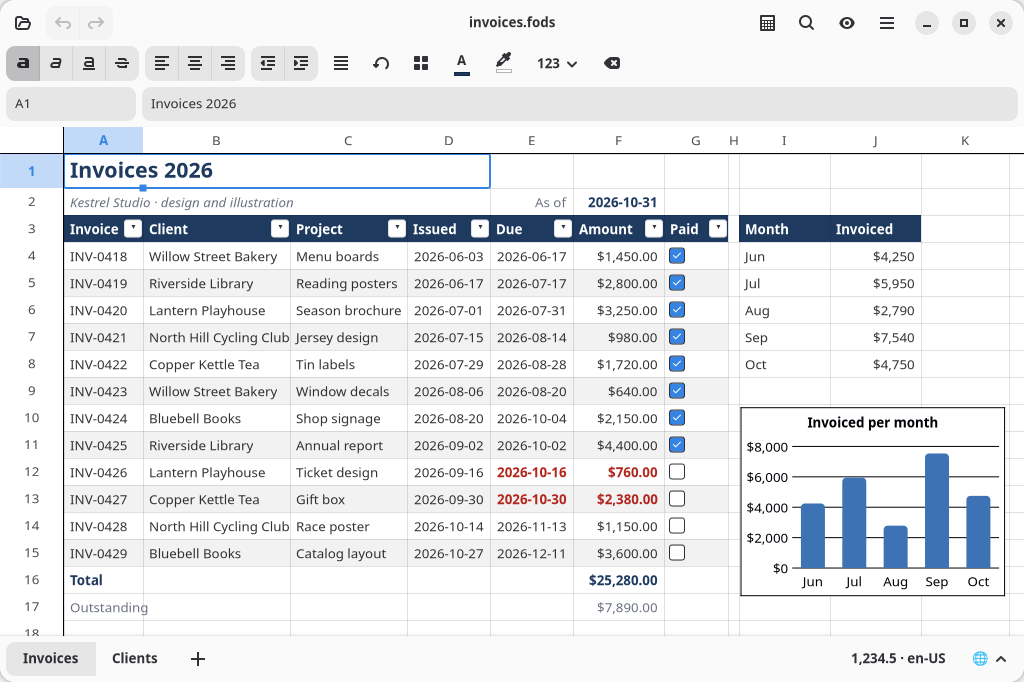 invoices.fods
a a a S A 123
A1 Invoices 2026
A B C D E F G H I J K
1 Invoices 2026
2 Kestrel Studio · design and illustration As of 2026-10-31
3 Invoice Client Project Issued Due Amount Paid Month Invoiced
4 INV-0418 Willow Street Bakery Menu boards 2026-06-03 2026-06-17 $1,450.00 Jun $4,250
5 INV-0419 Riverside Library Reading posters 2026-06-17 2026-07-17 $2,800.00 Jul $5,950
6 INV-0420 Lantern Playhouse Season brochure 2026-07-01 2026-07-31 $3,250.00 Aug $2,790
7 INV-0421 North Hill Cycling Club Jersey design 2026-07-15 2026-08-14 $980.00 Sep $7,540
8 INV-0422 Copper Kettle Tea Tin labels 2026-07-29 2026-08-28 $1,720.00 Oct $4,750
9 INV-0423 Willow Street Bakery Window decals 2026-08-06 2026-08-20 $640.00
10 INV-0424 Bluebell Books Shop signage 2026-08-20 2026-10-04 $2,150.00
11 INV-0425 Riverside Library Annual report 2026-09-02 2026-10-02 $4,400.00
12 INV-0426 Lantern Playhouse Ticket design 2026-09-16 2026-10-16 $760.00
13 INV-0427 Copper Kettle Tea Gift box 2026-09-30 2026-10-30 $2,380.00
14 INV-0428 North Hill Cycling Club Race poster 2026-10-14 2026-11-13 $1,150.00
15 INV-0429 Bluebell Books Catalog layout 2026-10-27 2026-12-11 $3,600.00
16 Total $25,280.00
17 Outstanding $7,890.00
18
Invoiced per month
$8,000
$6,000
$4,000
$2,000
$0
Jun Jul Aug Sep Oct
Invoices Clients 1,234.5 · en-US